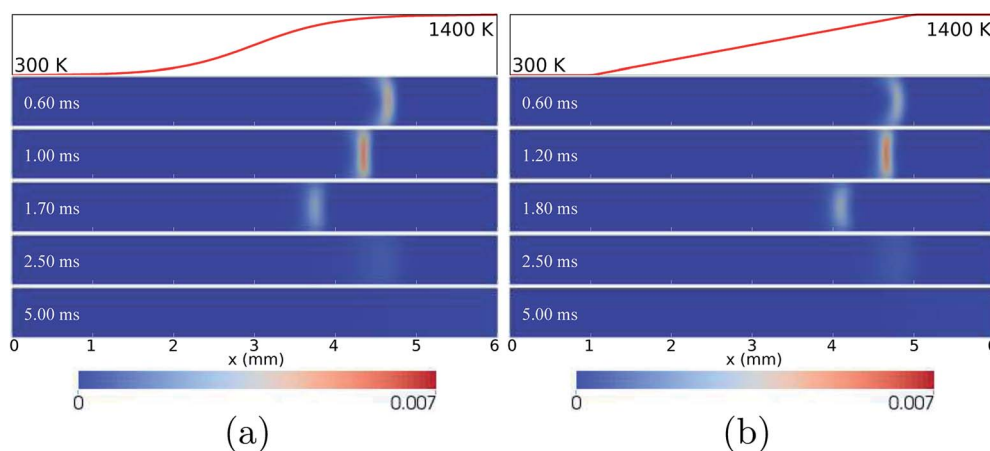 1400 K
300 K
0.60 ms
1.00 ms
1.70 ms
2.50 ms
5.00 ms
0 1 2 3 4 5 6
x (mm)
0 0.007
(a)
1400 K
300 K
0.60 ms
1.20 ms
1.80 ms
2.50 ms
5.00 ms
0 1 2 3 4 5 6
x (mm)
0 0.007
(b)